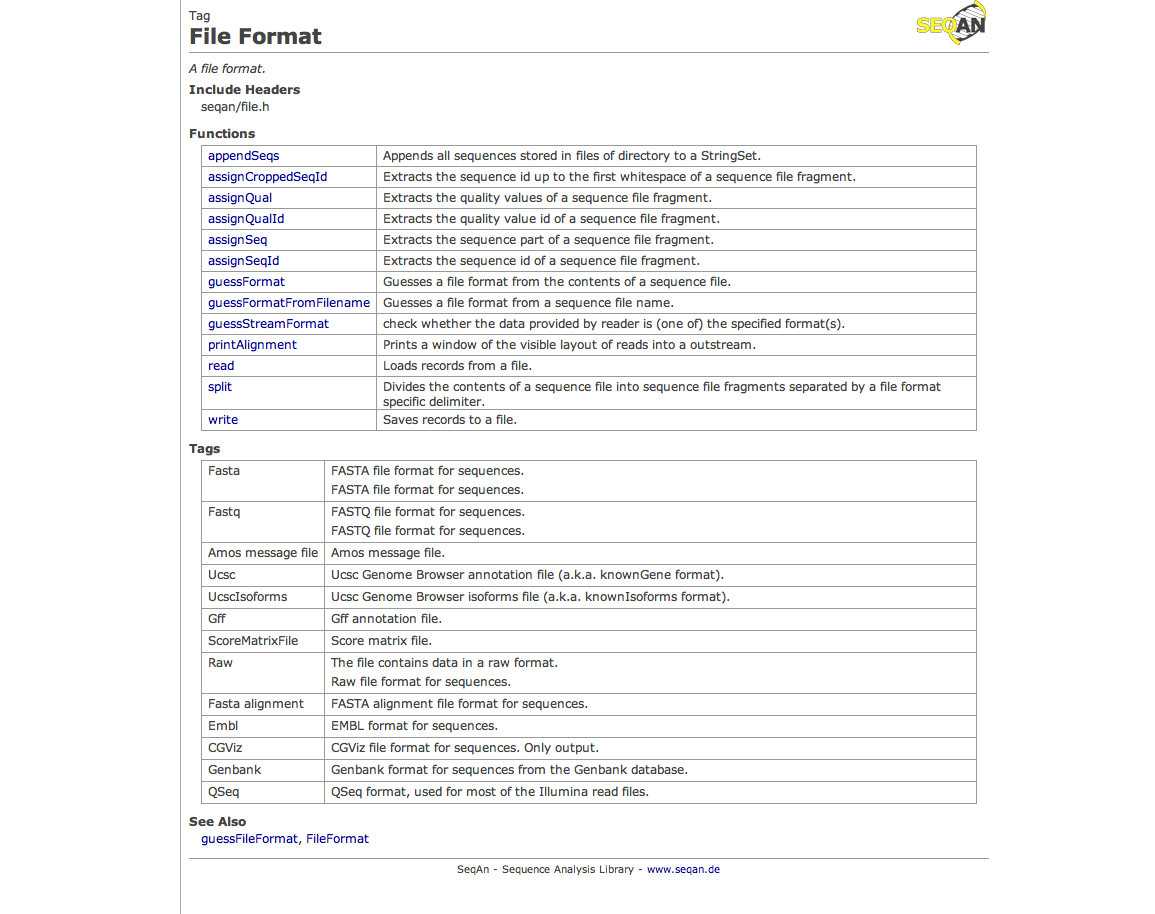 Tag
SEQAN
File Format
A file format.
Include Headers
seqan/file.h
Functions
appendSeqs Appends all sequences stored in files of directory to a StringSet.
assignCroppedSeqId Extracts the sequence id up to the first whitespace of a sequence file fragment.
assignQual Extracts the quality values of a sequence file fragment.
assignQualId Extracts the quality value id of a sequence file fragment.
assignSeq Extracts the sequence part of a sequence file fragment.
assignSeqId Extracts the sequence id of a sequence file fragment.
guessFormat Guesses a file format from the contents of a sequence file.
guessFormatFromFilename Guesses a file format from a sequence file name.
guessStreamFormat check whether the data provided by reader is (one of) the specified format(s).
printAlignment Prints a window of the visible layout of reads into a outstream.
read Loads records from a file.
split Divides the contents of a sequence file into sequence file fragments separated by a file format
specific delimiter.
write Saves records to a file.
Tags
Fasta FASTA file format for sequences.
FASTA file format for sequences.
Fastq FASTQ file format for sequences.
FASTQ file format for sequences.
Amos message file Amos message file.
Ucsc Ucsc Genome Browser annotation file (a.k.a. knownGene format).
UcscIsoforms Ucsc Genome Browser isoforms file (a.k.a. knownIsoforms format).
Gff Gff annotation file.
ScoreMatrixFile Score matrix file.
Raw The file contains data in a raw format.
Raw file format for sequences.
Fasta alignment FASTA alignment file format for sequences.
Embl EMBL format for sequences.
CGViz CGViz file format for sequences. Only output.
Genbank Genbank format for sequences from the Genbank database.
QSeq QSeq format, used for most of the Illumina read files.
See Also
guessFileFormat, FileFormat
SeqAn - Sequence Analysis Library - www.seqan.de